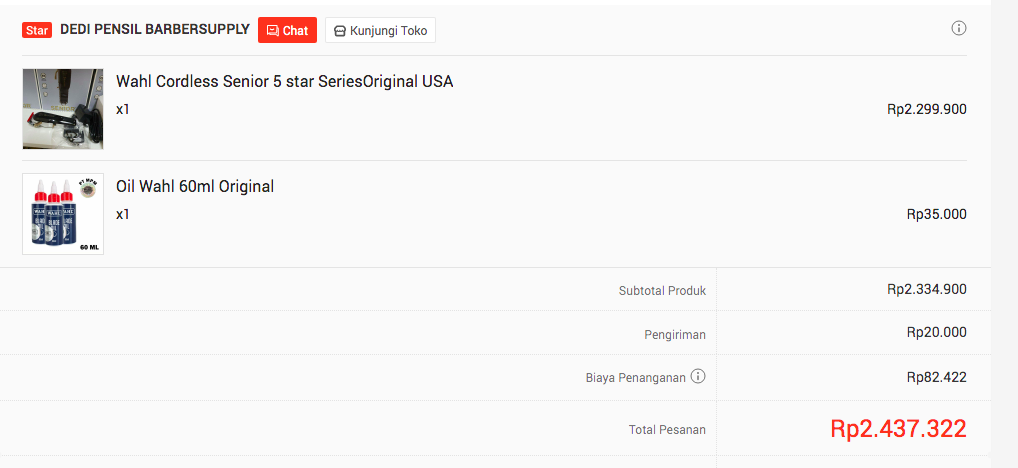 Star DEDI PENSIL BARBERSUPPLY Chat Kunjungi Toko
Wahl Cordless Senior 5 star SeriesOriginal USA
x1 Rp2.299.900
Oil Wahl 60ml Original
x1 Rp35.000
60 ML
Subtotal Produk Rp2.334.900
Pengiriman Rp20.000
Biaya Penanganan Rp82.422
Total Pesanan Rp2.437.322